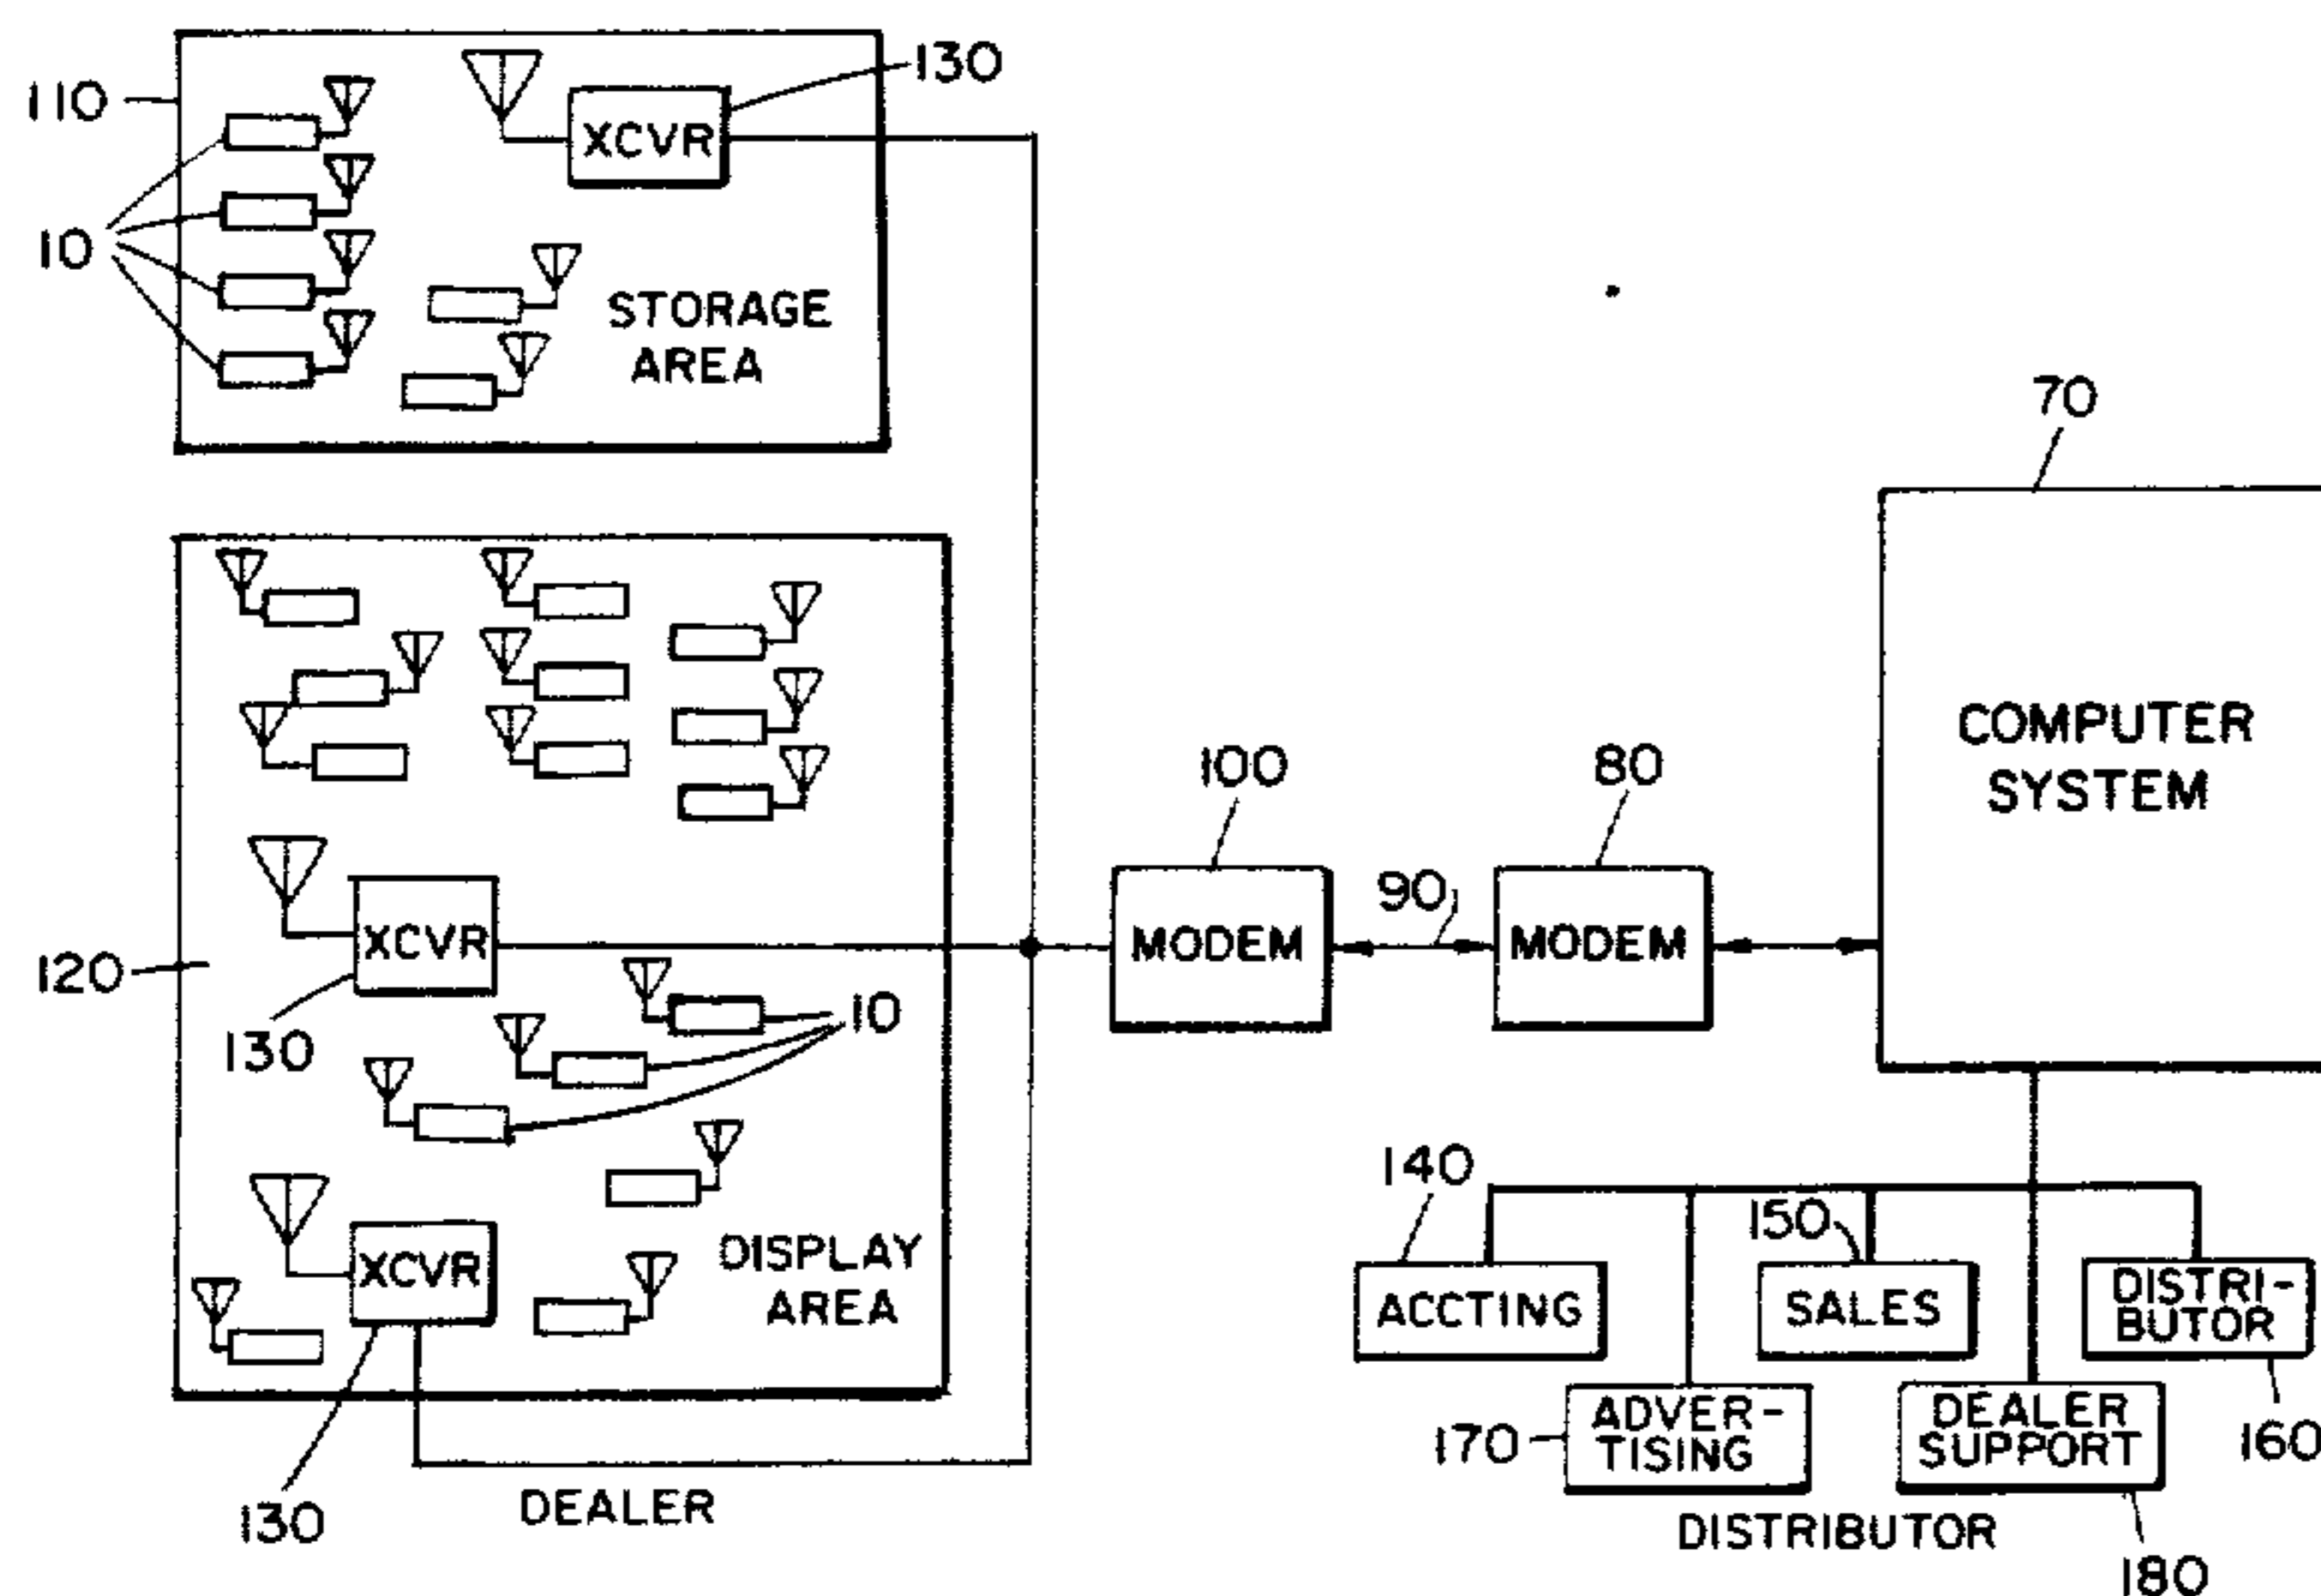 110
130
XCVR
10
STORAGE
AREA
70
COMPUTER
SYSTEM
100
80
90
MODEM
MODEM
XCVR
120
130
10
XCVR
DISPLAY
AREA
130
DEALER
140
150
ACCTING
SALES
DISTRI-
BUTOR
170
ADVER-
TISING
DEALER
SUPPORT
160
DISTRIBUTOR
180